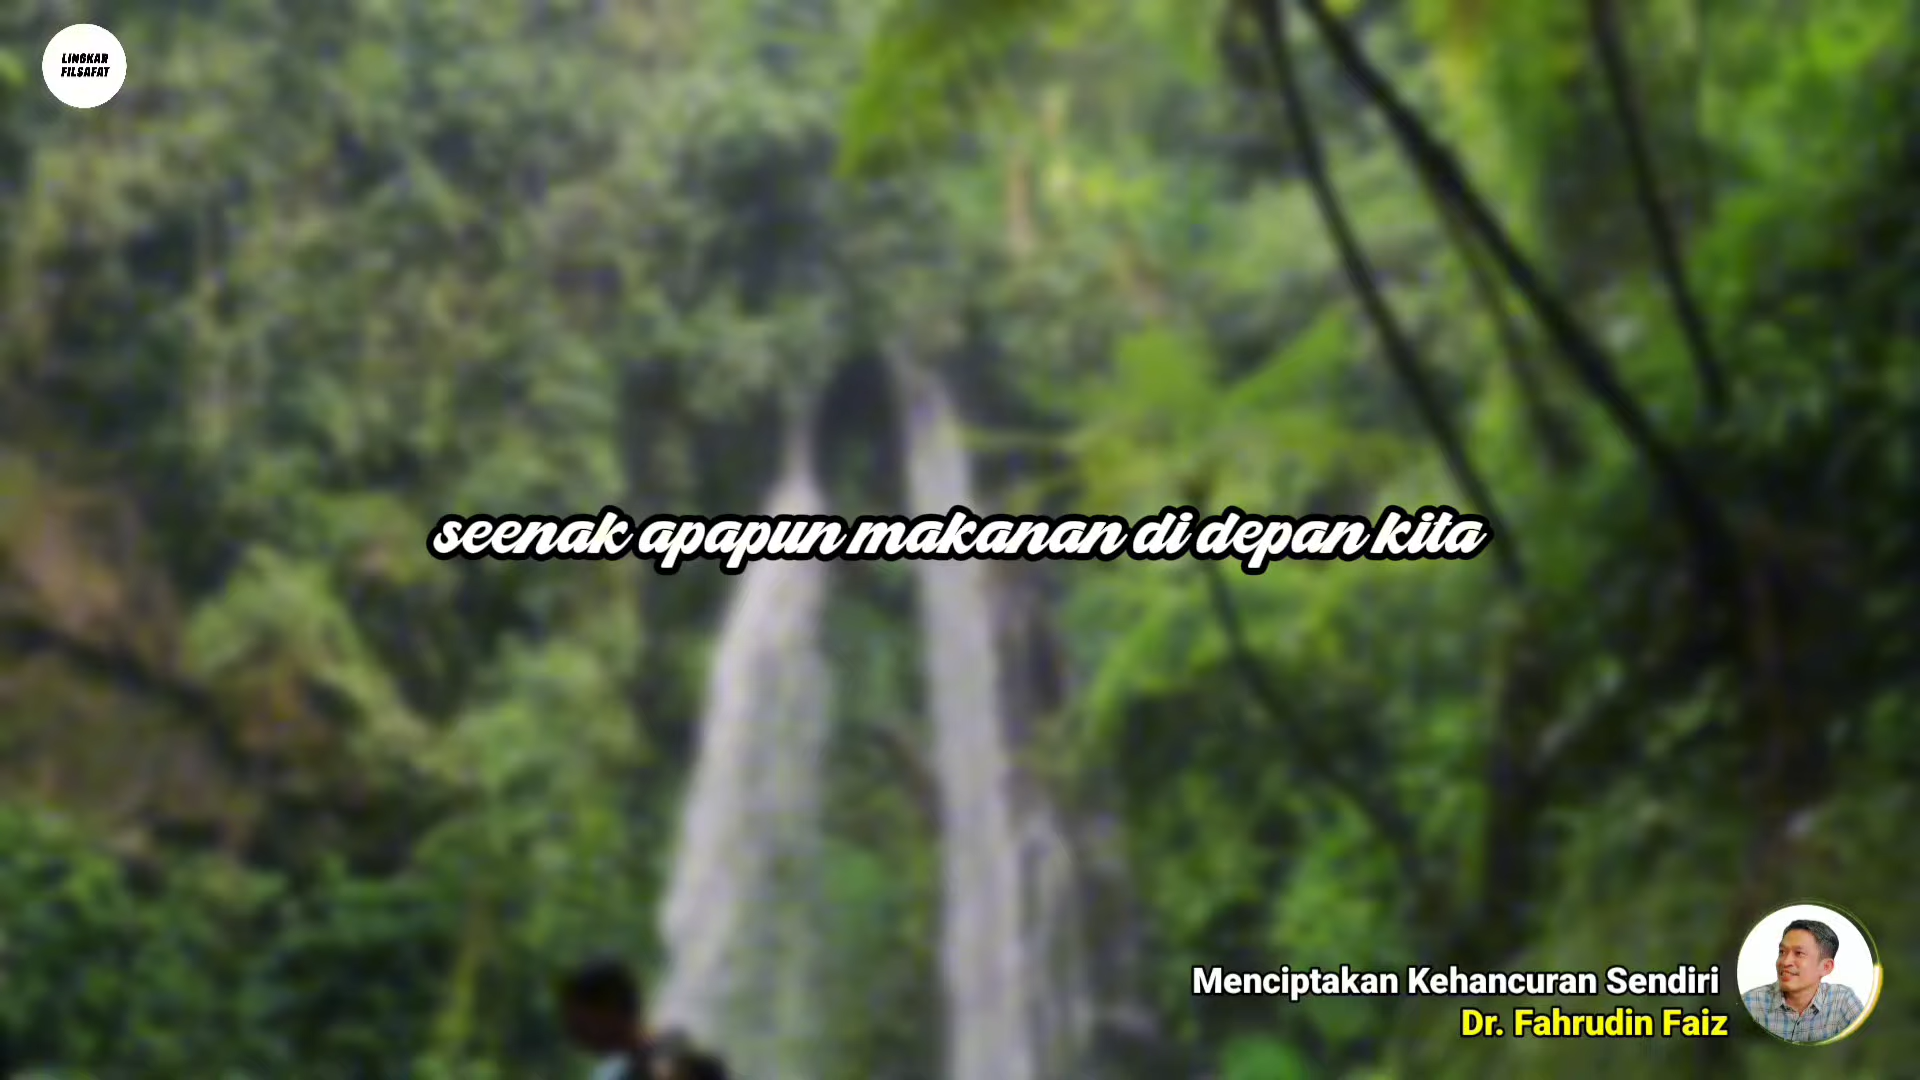 LINGKAR
FILSAFAT
seenak apapun makanan di depan kita
Menciptakan Kehancuran Sendiri
Dr. Fahrudin Faiz